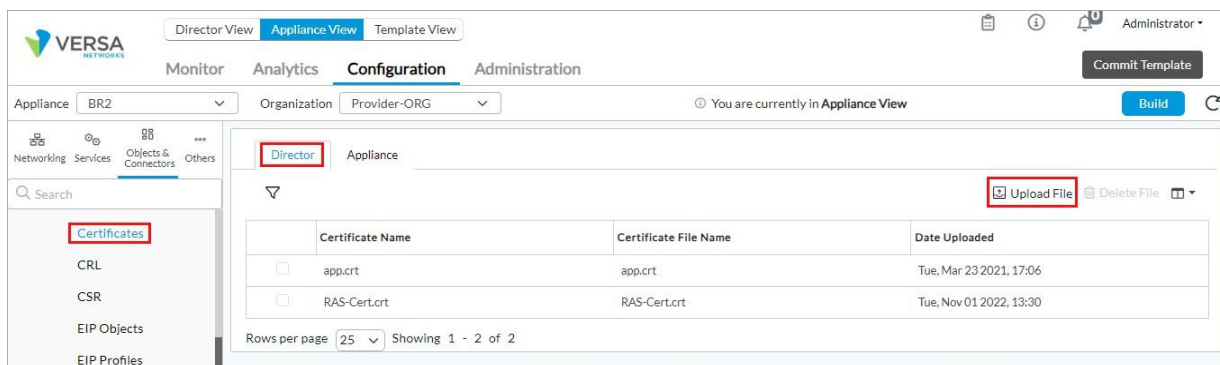 VERSA
NETWORKS
Director View Appliance View Template View
0
Administrator
Monitor Analytics Configuration Administration
Commit Template
Appliance BR2 Organization Provider-ORG You are currently in Appliance View Build
Networking Services Objects & Connectors Others
Director Appliance
Search
Upload File Delete File
Certificates
Certificate Name Certificate File Name Date Uploaded
CRL
app.crt app.crt Tue, Mar 23 2021, 17:06
CSR
RAS-Cert.crt RAS-Cert.crt Tue, Nov 01 2022, 13:30
EIP Objects
Rows per page 25 Showing 1 - 2 of 2
EIP Profiles